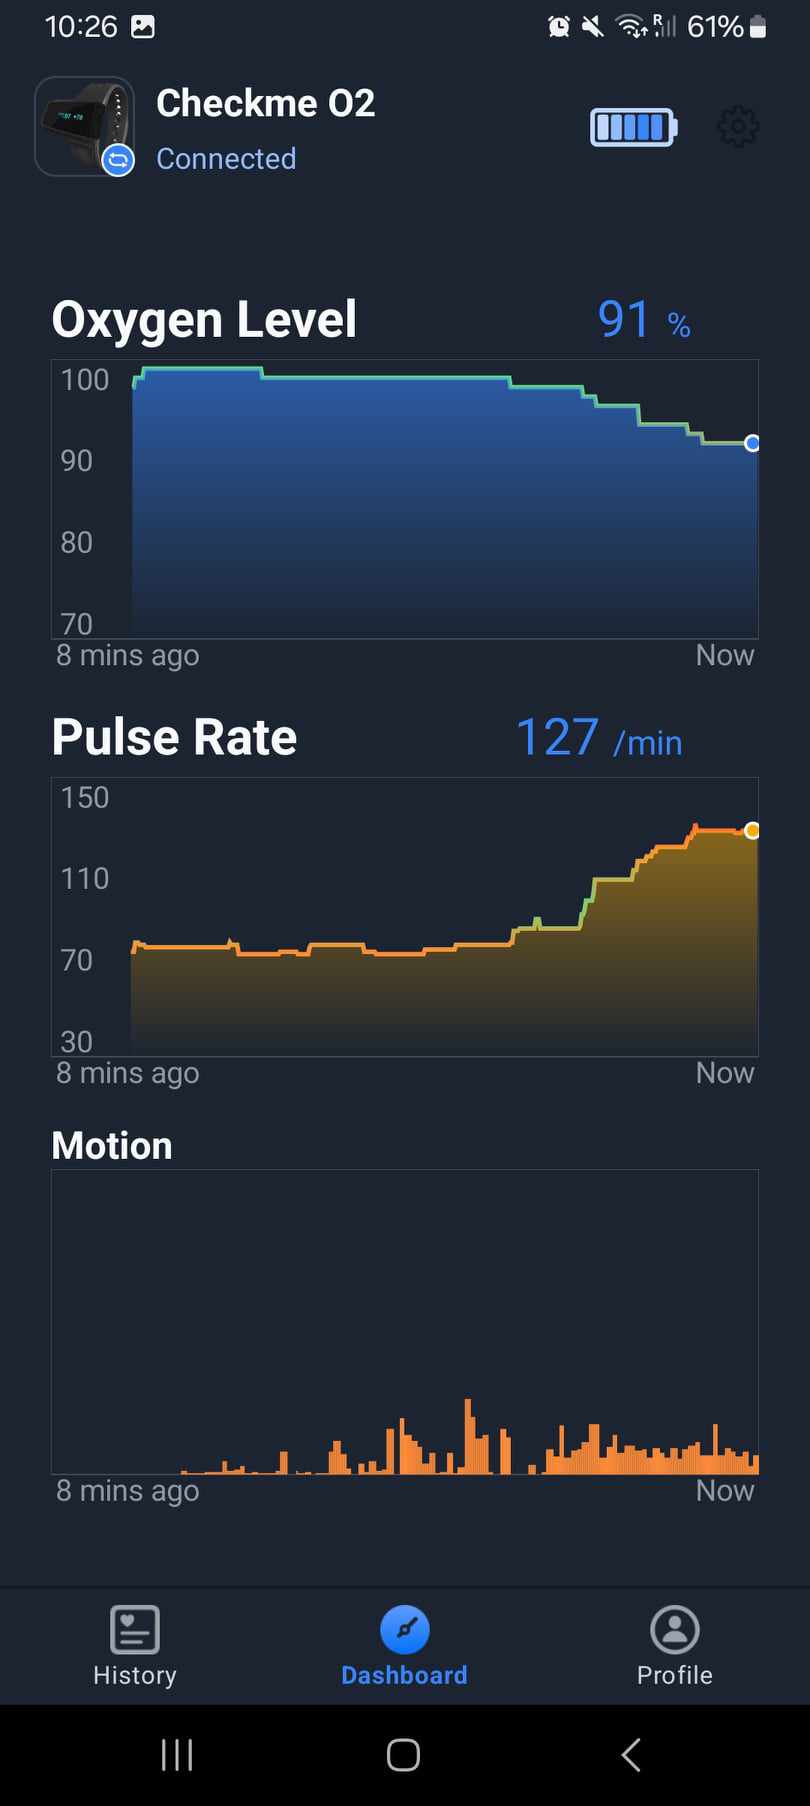 10:26 R 61%
Checkme O2
Connected
Oxygen Level 91 %
100
90
80
70
8 mins ago Now
Pulse Rate 127 /min
150
110
70
30
8 mins ago Now
Motion
8 mins ago Now
History Dashboard Profile